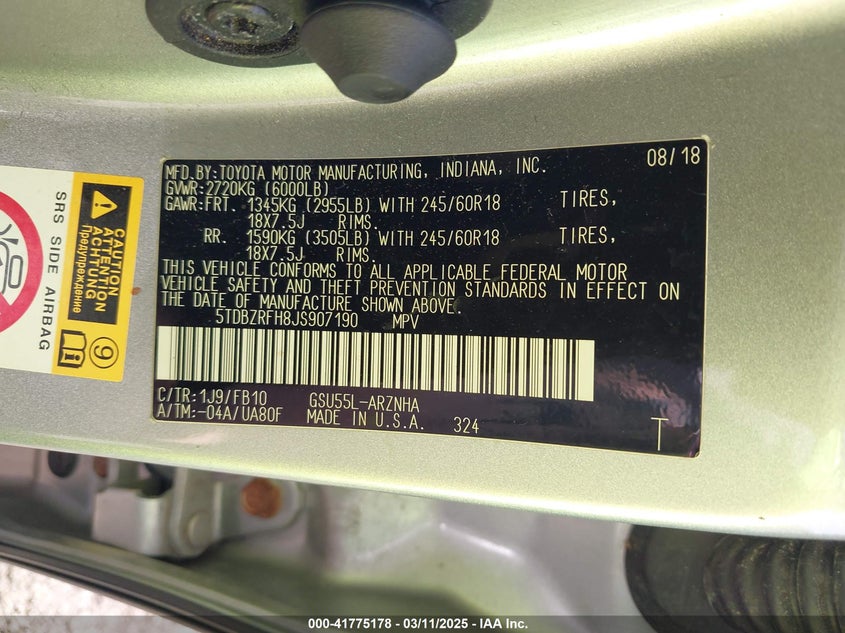 MFD.BY:TOYOTA MOTOR MANUFACTURING, INDIANA, INC. 08/18
GVWR:2720KG (6000LB)
GAWR:FRT. 1345KG (2955LB) WITH 245/60R18 TIRES,
18X7.5J RIMS.
RR. 1590KG (3505LB) WITH 245/60R18 TIRES,
18X7.5J RIMS.
THIS VEHICLE CONFORMS TO ALL APPLICABLE FEDERAL MOTOR
VEHICLE SAFETY AND THEFT PREVENTION STANDARDS IN EFFECT ON
THE DATE OF MANUFACTURE SHOWN ABOVE.
5TDBZRFH8JS907190 MPV
C/TR:1J9/FB10 GSU55L-ARZNHA
A/TM:-04A/UA80F MADE IN U.S.A. 324 T
SRS SIDE AIRBAG
CAUTION
ATTENTION
ACHTUNG
Предупреждение
9
000-41775178 - 03/11/2025 - IAA Inc.